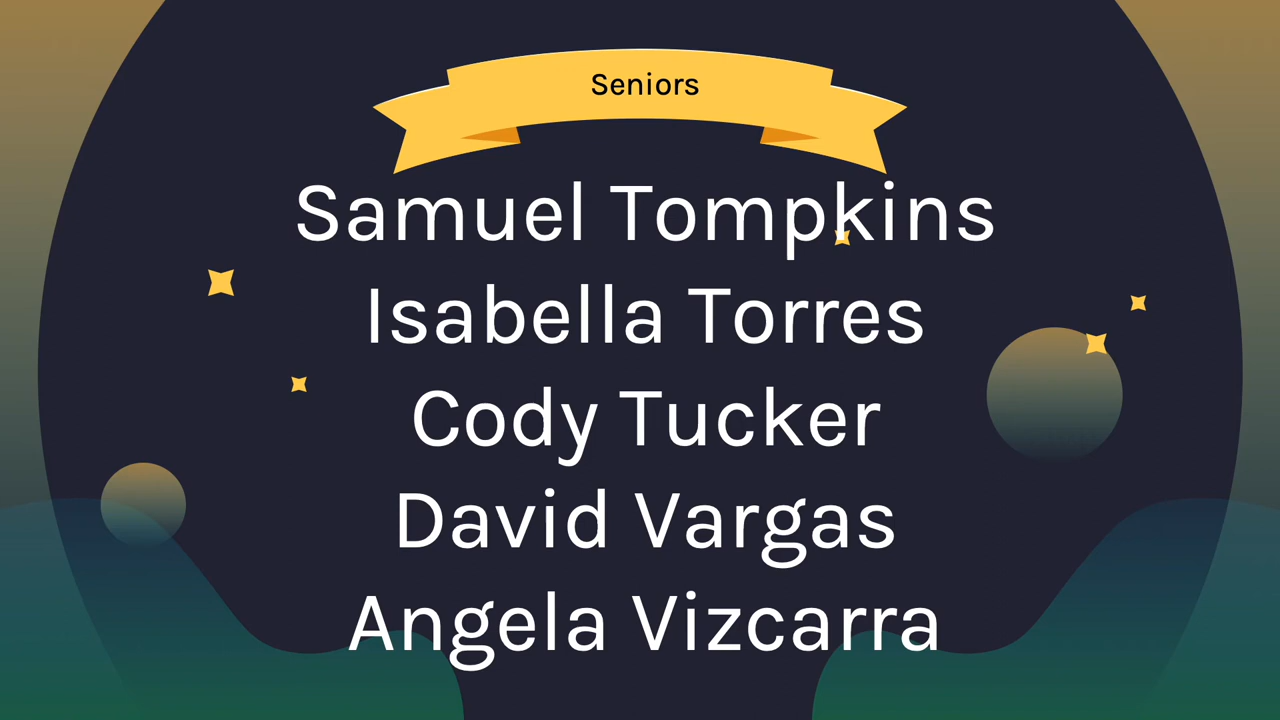 Seniors
Samuel Tompkins
Isabella Torres
Cody Tucker
David Vargas
Angela Vizcarra